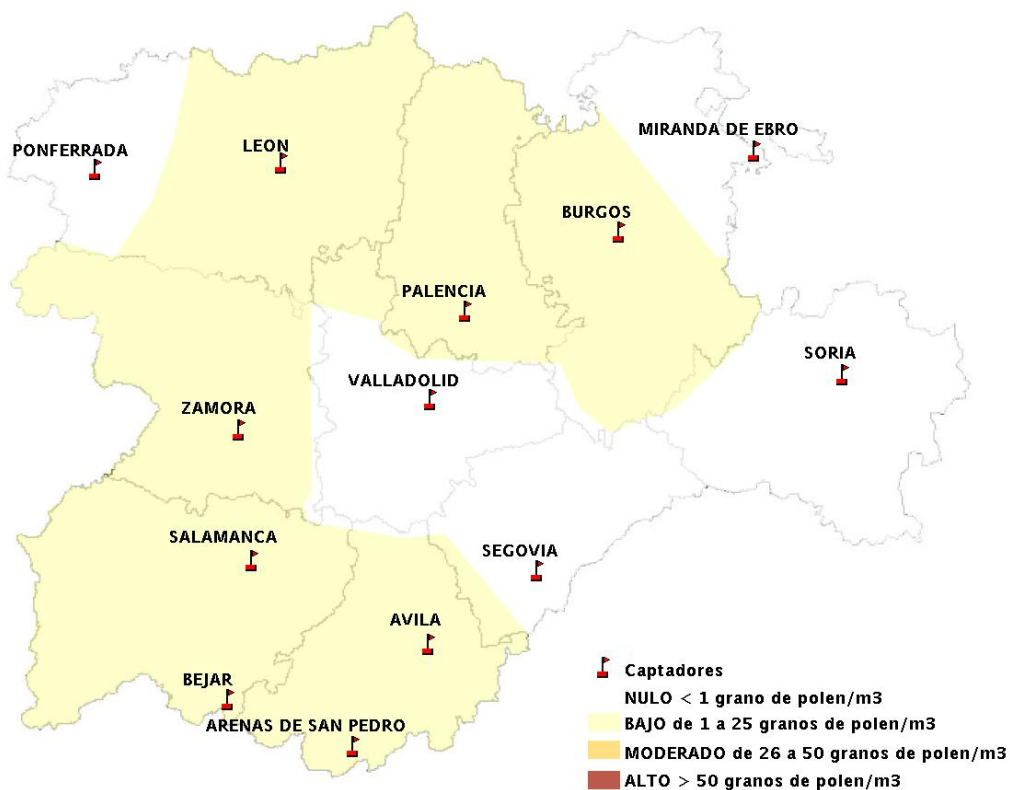 MIRANDA DE EBRO
PONFERRADA
LEON
BURGOS
PALENCIA
SORIA
VALLADOLID
ZAMORA
SALAMANCA
SEGOVIA
AVILA
BEJAR
ARENAS DE SAN PEDRO
Captadores
NULO < 1 grano de polen/m3
BAJO de 1 a 25 granos de polen/m3
MODERADO de 26 a 50 granos de polen/m3
ALTO > 50 granos de polen/m3